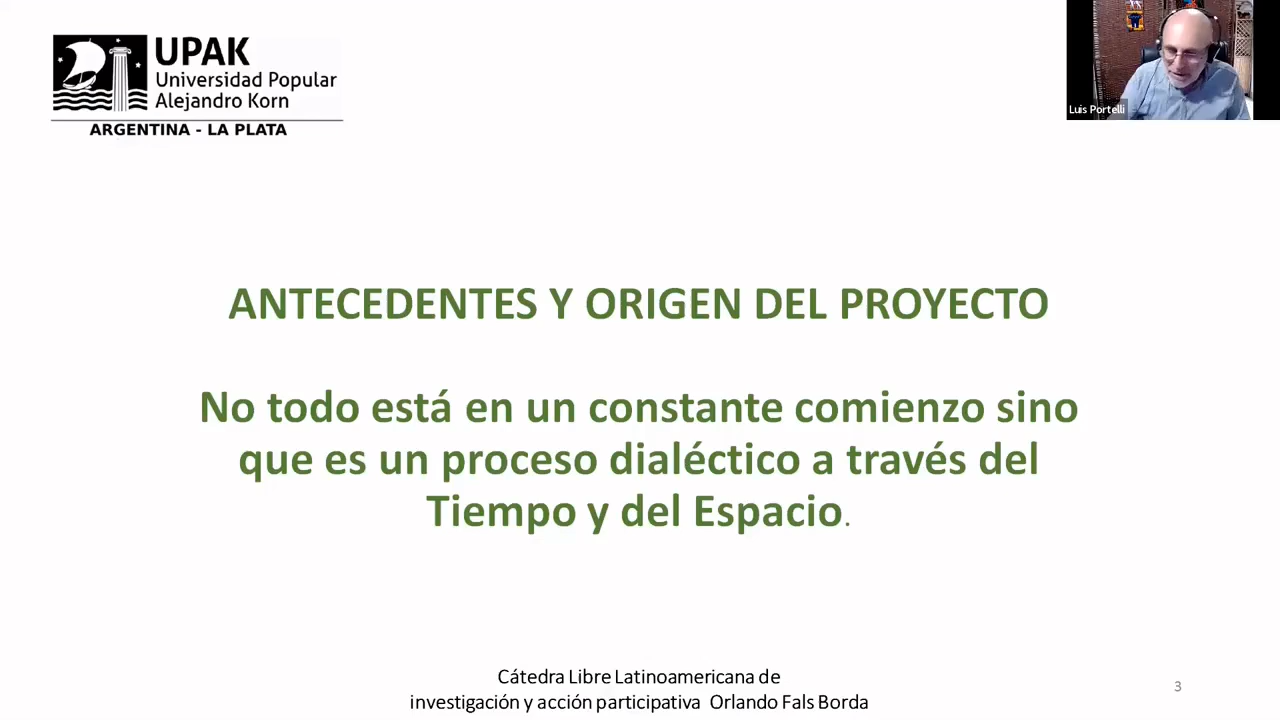 UPAK
Universidad Popular
Alejandro Korn
ARGENTINA - LA PLATA
Luis Portelli
ANTECEDENTES Y ORIGEN DEL PROYECTO
No todo está en un constante comienzo sino
que es un proceso dialéctico a través del
Tiempo y del Espacio.
Cátedra Libre Latinoamericana de
investigación y acción participativa Orlando Fals Borda
3